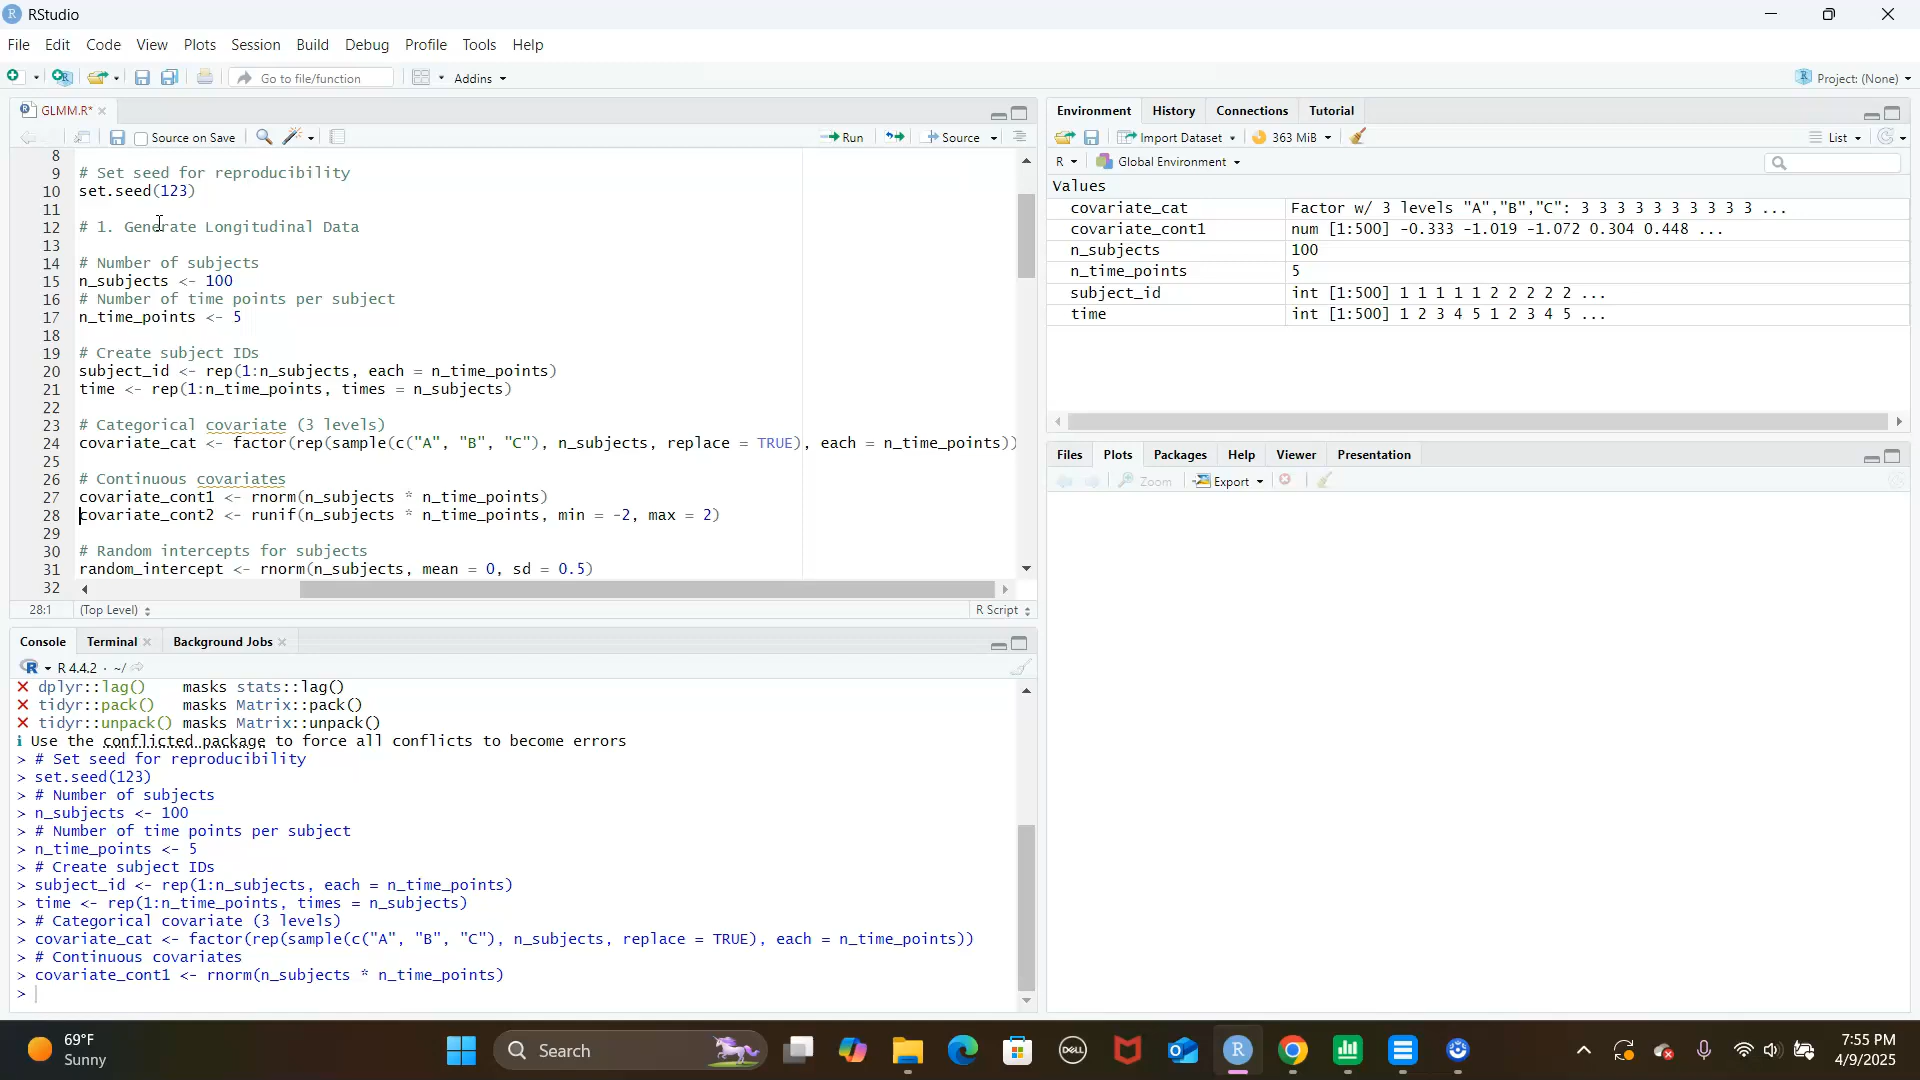 RStudio
File Edit Code View Plots Session Build Debug Profile Tools Help
Go to file/function Addins Project: (None)
GLMM.R*
Source on Save Run Source
8
9 # Set seed for reproducibility
10 set.seed(123)
11
12 # 1. Generate Longitudinal Data
13
14 # Number of subjects
15 n_subjects <- 100
16 # Number of time points per subject
17 n_time_points <- 5
18
19 # Create subject IDs
20 subject_id <- rep(1:n_subjects, each = n_time_points)
21 time <- rep(1:n_time_points, times = n_subjects)
22
23 # Categorical covariate (3 levels)
24 covariate_cat <- factor(rep(sample(c("A", "B", "C"), n_subjects, replace = TRUE), each = n_time_points))
25
26 # Continuous covariates
27 covariate_cont1 <- rnorm(n_subjects * n_time_points)
28 covariate_cont2 <- runif(n_subjects * n_time_points, min = -2, max = 2)
29
30 # Random intercepts for subjects
31 random_intercept <- rnorm(n_subjects, mean = 0, sd = 0.5)
32
28:1 (Top Level) R Script
Console Terminal Background Jobs
R 4.4.2 · ~/
✕ dplyr::lag() masks stats::lag()
✕ tidyr::pack() masks Matrix::pack()
✕ tidyr::unpack() masks Matrix::unpack()
ℹ Use the conflicted package to force all conflicts to become errors
> # Set seed for reproducibility
> set.seed(123)
> # Number of subjects
> n_subjects <- 100
> # Number of time points per subject
> n_time_points <- 5
> # Create subject IDs
> subject_id <- rep(1:n_subjects, each = n_time_points)
> time <- rep(1:n_time_points, times = n_subjects)
> # Categorical covariate (3 levels)
> covariate_cat <- factor(rep(sample(c("A", "B", "C"), n_subjects, replace = TRUE), each = n_time_points))
> # Continuous covariates
> covariate_cont1 <- rnorm(n_subjects * n_time_points)
>
Environment History Connections Tutorial
Import Dataset 363 MiB List
R Global Environment
Values
covariate_cat Factor w/ 3 levels "A","B","C": 3 3 3 3 3 3 3 3 3 3 ...
covariate_cont1 num [1:500] -0.333 -1.019 -1.072 0.304 0.448 ...
n_subjects 100
n_time_points 5
subject_id int [1:500] 1 1 1 1 1 2 2 2 2 2 ...
time int [1:500] 1 2 3 4 5 1 2 3 4 5 ...
Files Plots Packages Help Viewer Presentation
Zoom Export
69°F
Sunny
Search
DELL
7:55 PM
4/9/2025